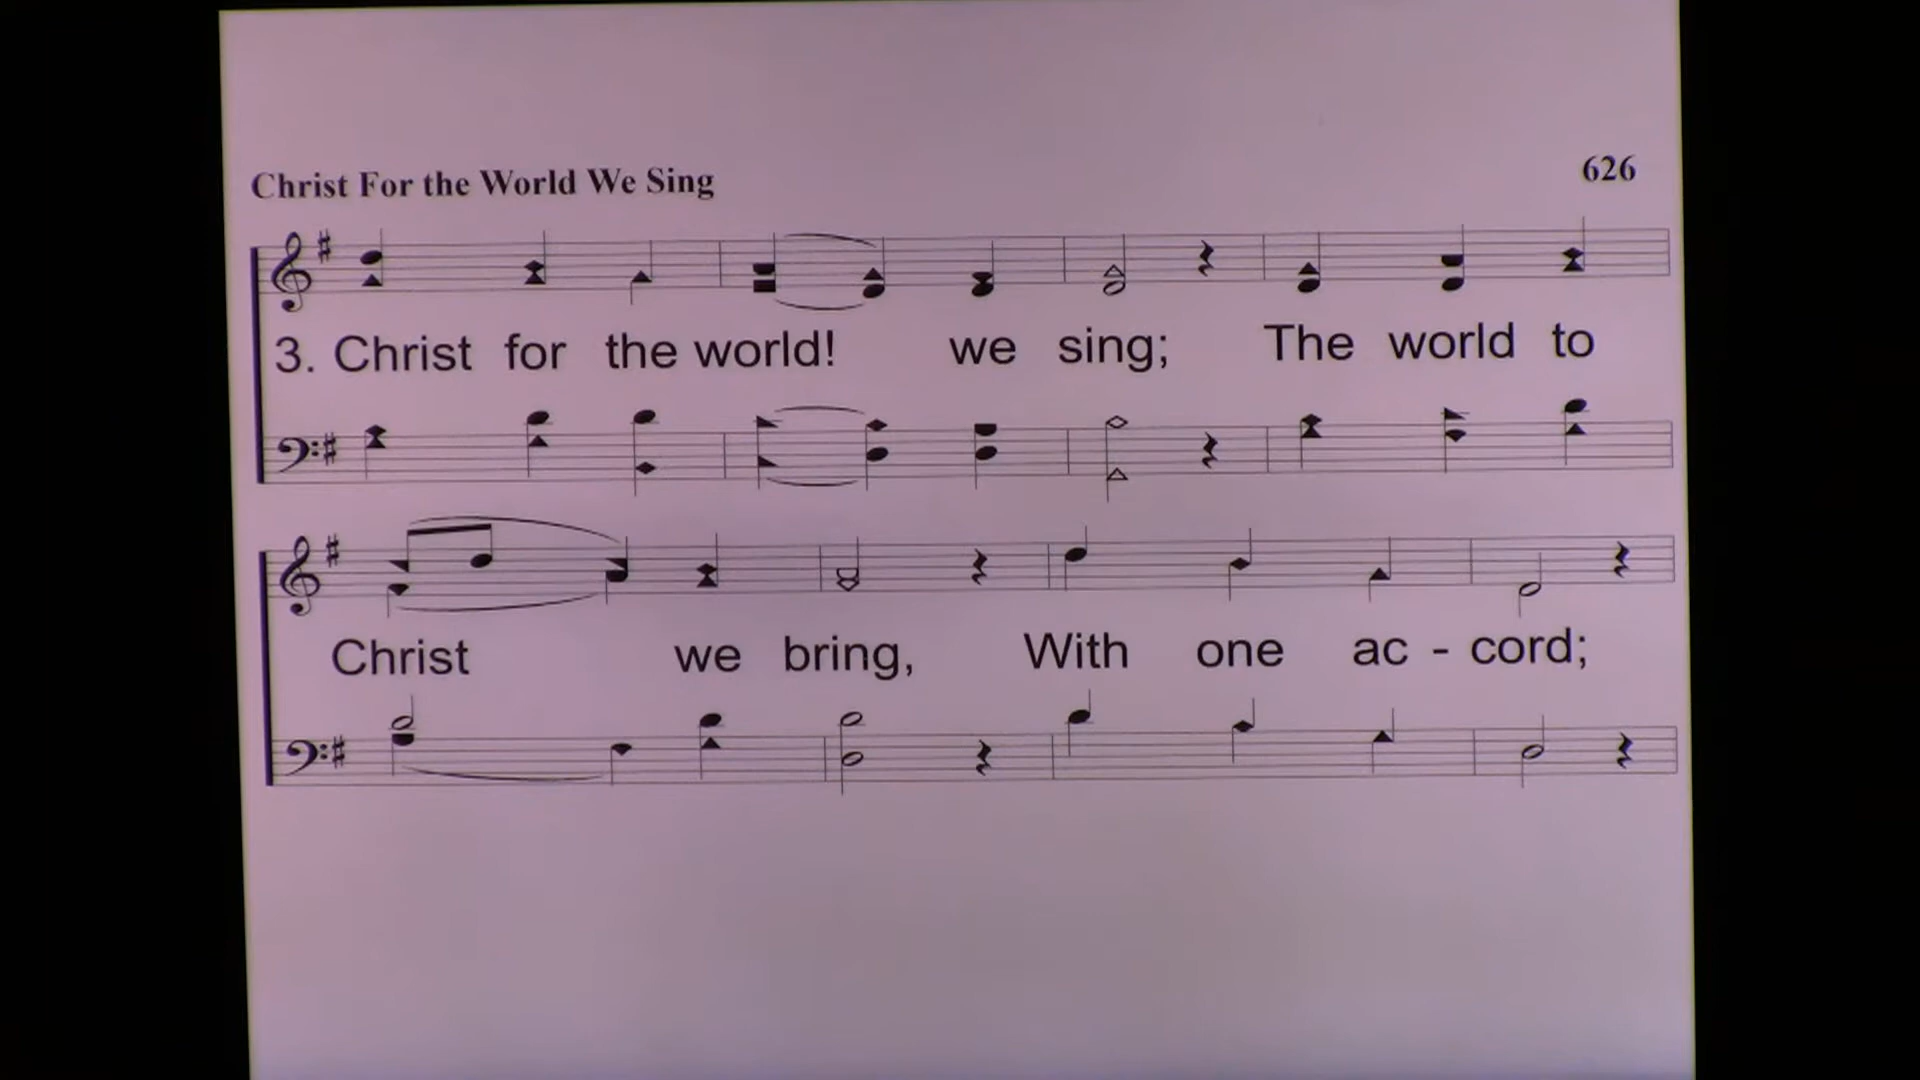 Christ For the World We Sing 626
3. Christ for the world! we sing; The world to
Christ we bring, With one ac - cord;